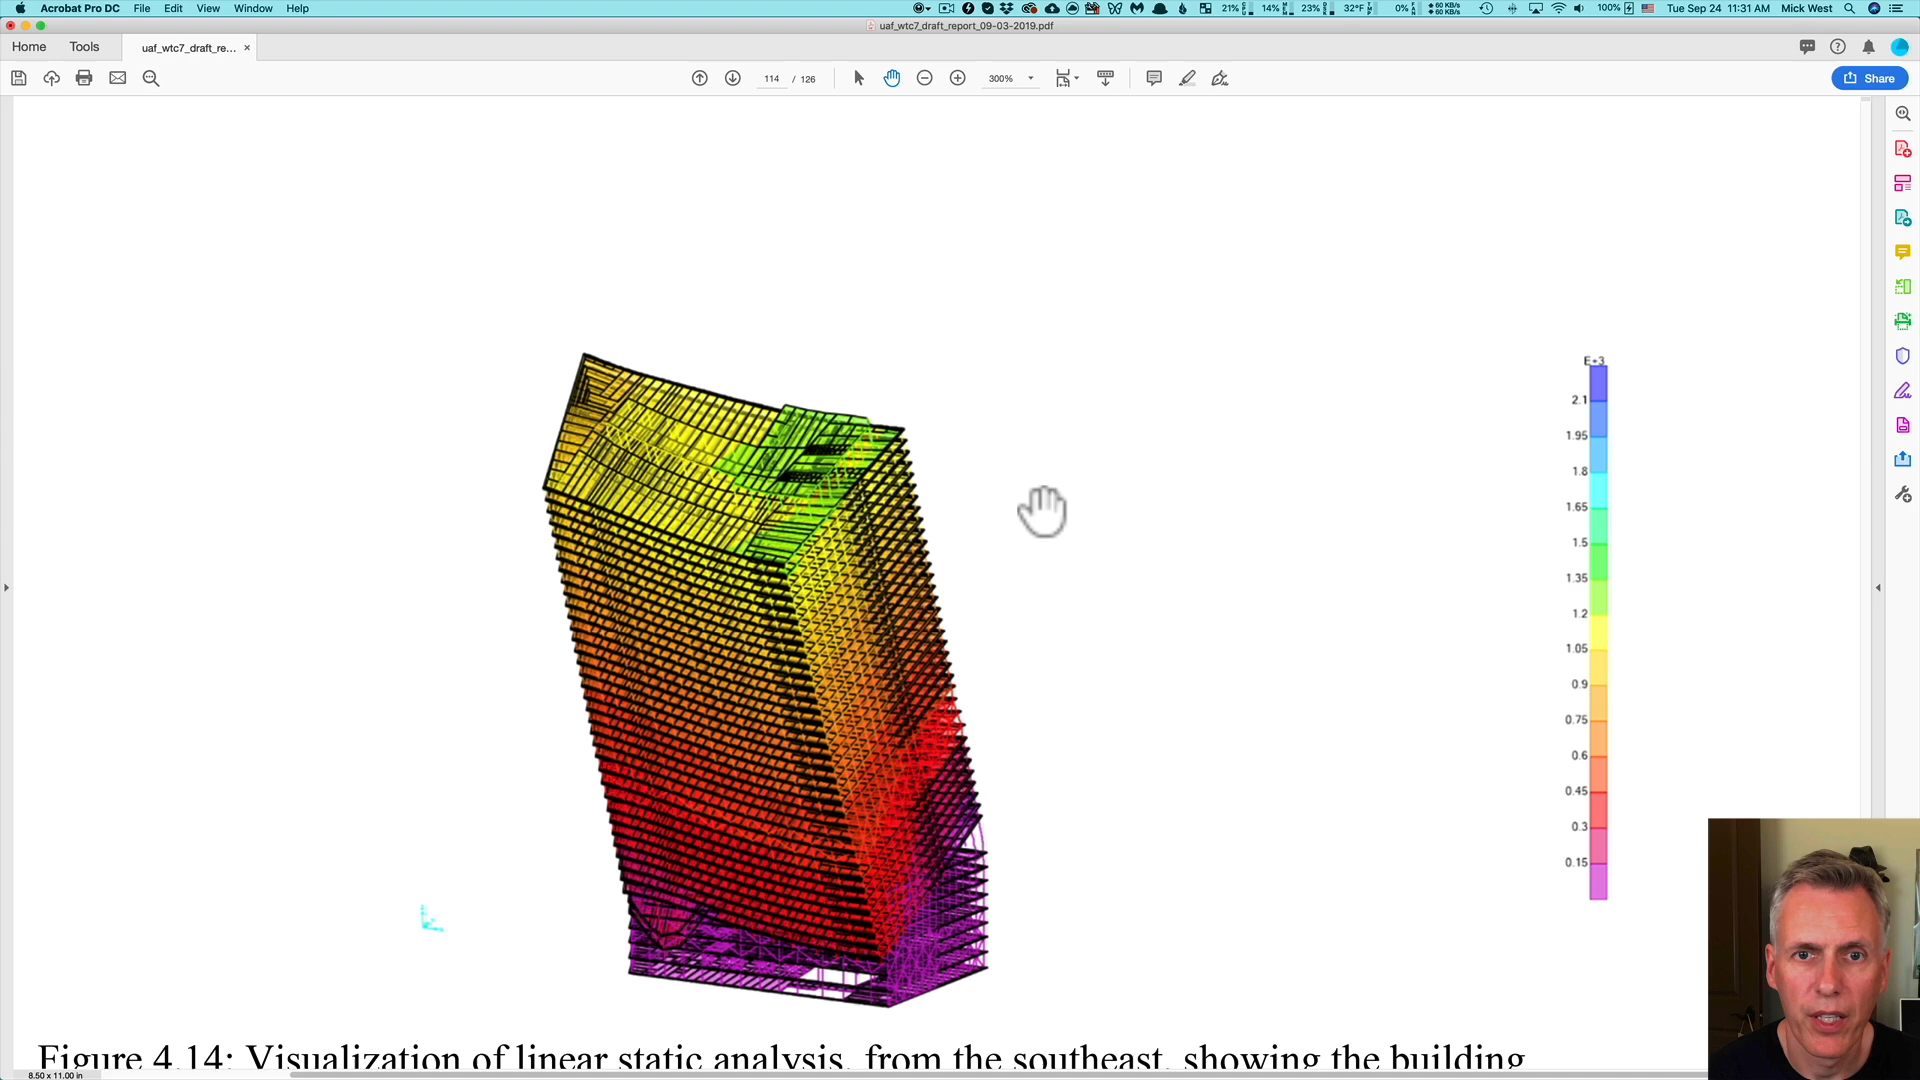 Acrobat Pro DC File Edit View Window Help 21% 14% 23% 32°F 0% 60 KB/s 60 KB/s 100% Tue Sep 24 11:31 AM Mick West
uaf_wtc7_draft_report_09-03-2019.pdf
Home Tools uaf_wtc7_draft_re... ×
114 / 126 300% Share
E+3
2.1
1.95
1.8
1.65
1.5
1.35
1.2
1.05
0.9
0.75
0.6
0.45
0.3
0.15
Figure 4.14: Visualization of linear static analysis, from the southeast, showing the building
8.50 x 11.00 in